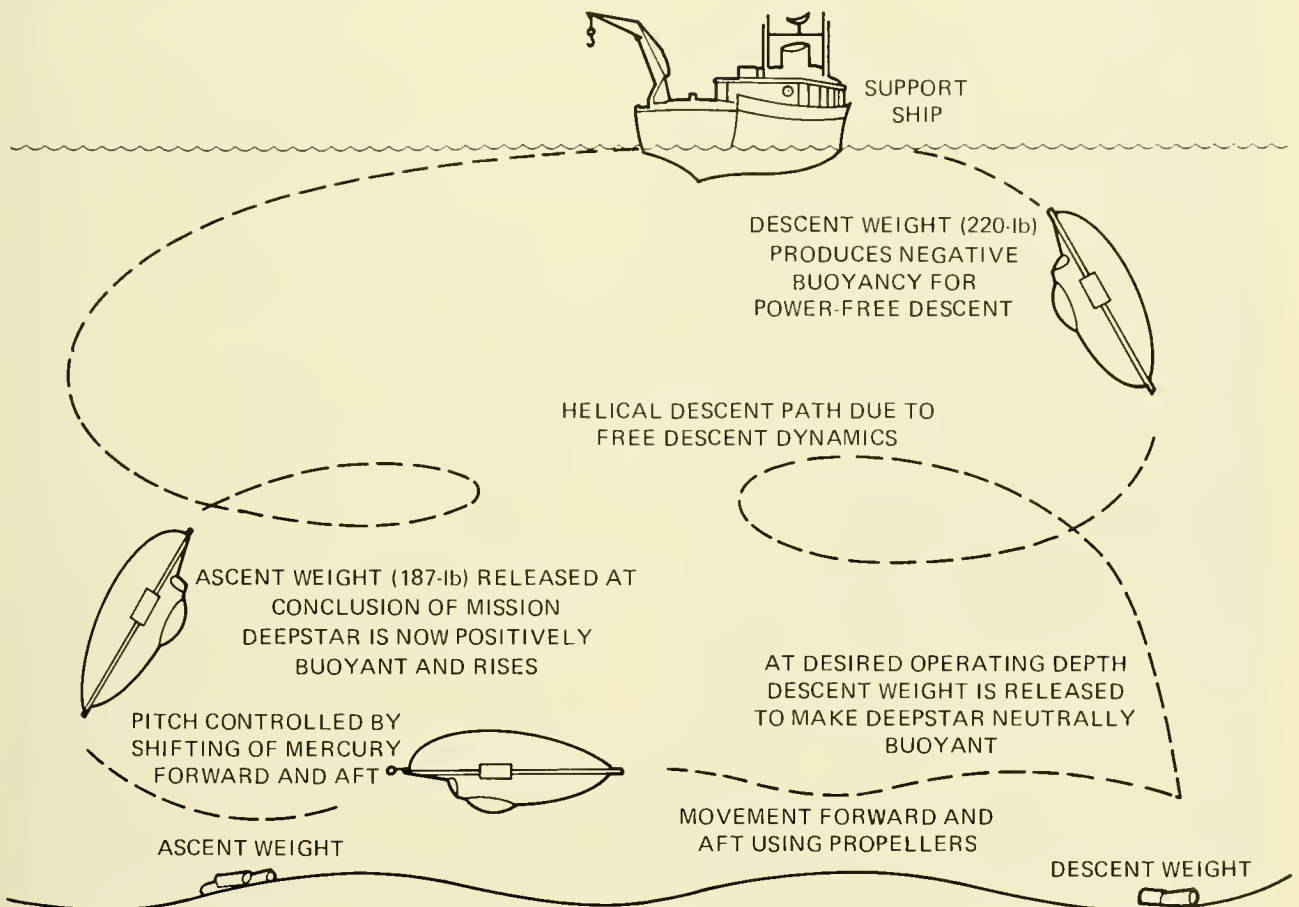 SUPPORT
SHIP
DESCENT WEIGHT (220-lb)
PRODUCES NEGATIVE
BUOYANCY FOR
POWER-FREE DESCENT
HELICAL DESCENT PATH DUE TO
FREE DESCENT DYNAMICS
ASCENT WEIGHT (187-lb) RELEASED AT
CONCLUSION OF MISSION
DEEPSTAR IS NOW POSITIVELY
BUOYANT AND RISES
AT DESIRED OPERATING DEPTH
DESCENT WEIGHT IS RELEASED
TO MAKE DEEPSTAR NEUTRALLY
BUOYANT
PITCH CONTROLLED BY
SHIFTING OF MERCURY
FORWARD AND AFT
MOVEMENT FORWARD AND
AFT USING PROPELLERS
ASCENT WEIGHT
DESCENT WEIGHT